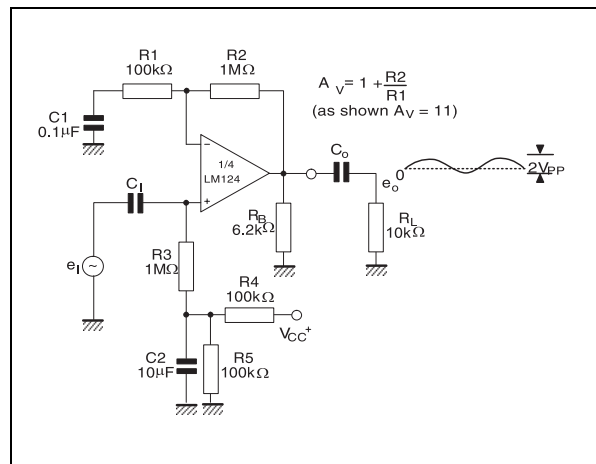 R1
100kΩ
R2
1MΩ
A V = 1 + R2
R1
(as shown AV = 11)
C1
0.1µF
1/4
LM124
CI
Co
eo
0
2VPP
RB
6.2kΩ
RL
10kΩ
eI
~
R3
1MΩ
R4
100kΩ
VCC+
C2
10µF
R5
100kΩ